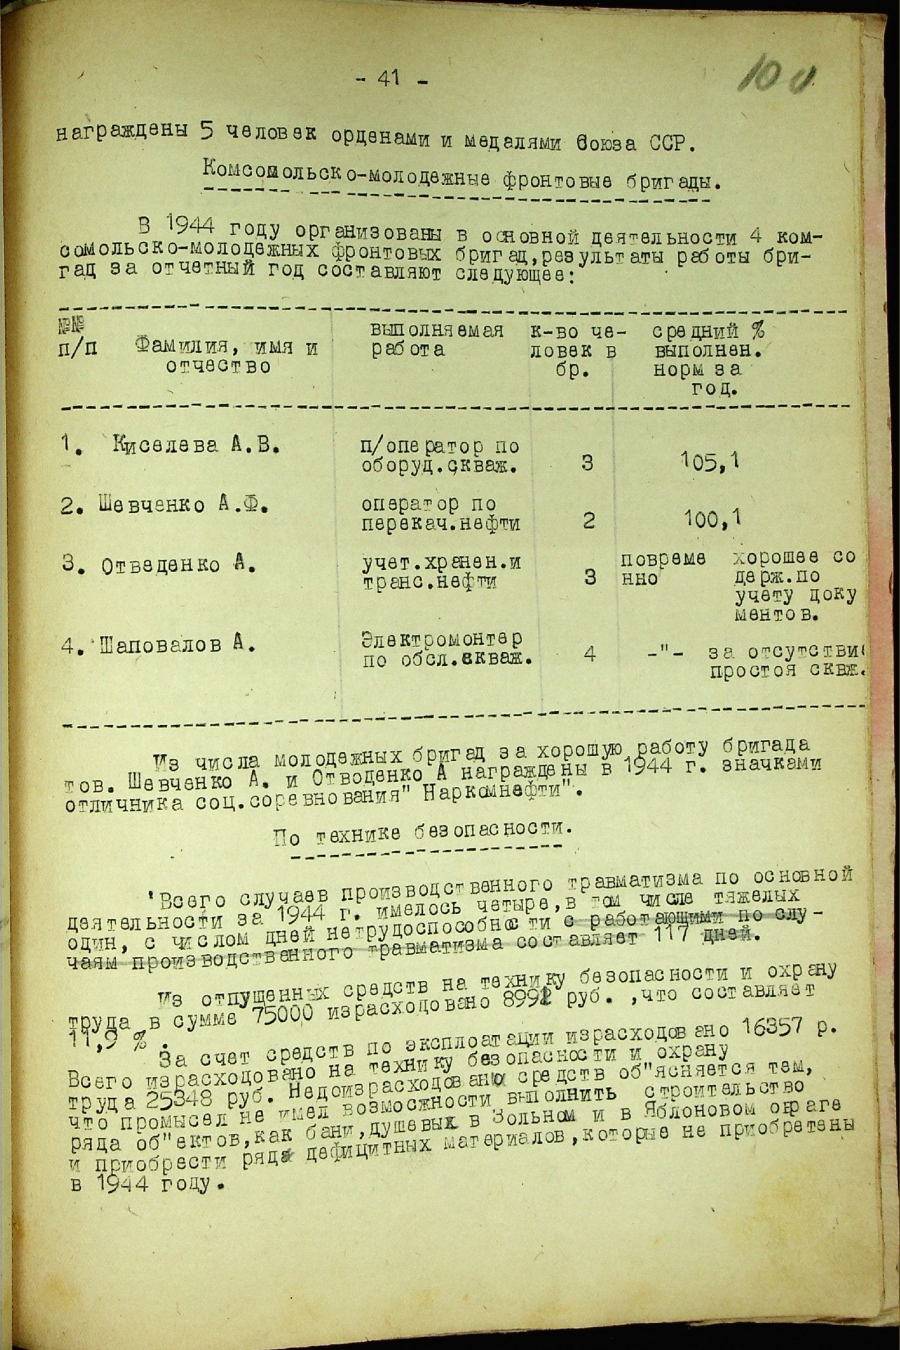 - 41 -
100
награждены 5 человек орденами и медалями Союза ССР.
Комсомольско-молодежные фронтовые бригады.
В 1944 году организованы в основной деятельности 4 ком-
сомольско-молодежных фронтовых бригад,результаты работы бри-
гад за отчетный год составляют следующее:
№№ п/п Фамилия, имя и отчество выполняемая работа к-во че-ловек в бр. средний % выполнен. норм за год.
1. Киселева А.В. п/оператор по оборуд.скваж. 3 105,1
2. Шевченко А.Ф. оператор по перекач.нефти 2 100,1
3. Отведенко А. учет.хранен.и транс.нефти 3 повреме нно хорошее со держ.по учету доку ментов.
4. Шаповалов А. Электромонтер по обсл.скваж. 4 -"- за отсутстви простоя сквж.
Из числа молодежных бригад за хорошую работу бригада
тов. Шевченко А. и Отводенко А награждены в 1944 г. значками
отличника соц.соревнования" Наркомнефти".
По технике безопасности.
Всего случаев производственного травматизма по основной
деятельности за 1944 г. имелось четыре,в том числе тяжелых
один, с числом дней нетрудоспособности с работающими по слу-
чаям производственного травматизма составляет 117 дней.
Из отпущенных средств на технику безопасности и охрану
труда в сумме 75000 израсходовано 8991 руб. ,что составляет
11,9 %.
За счет средств по эксплоатации израсходовано 16357 р.
Всего израсходовано на технику безопасности и охрану
труда 25348 руб. Недоизрасходование средств об"ясняется тем,
что промысел не имел возмосжности выполнить строительство
ряда об"ектов,как бани,душевых в Зольном и в Яблоновом овраге
и приобрести ряда дефицитных материалов,которые не приобретены
в 1944 году.